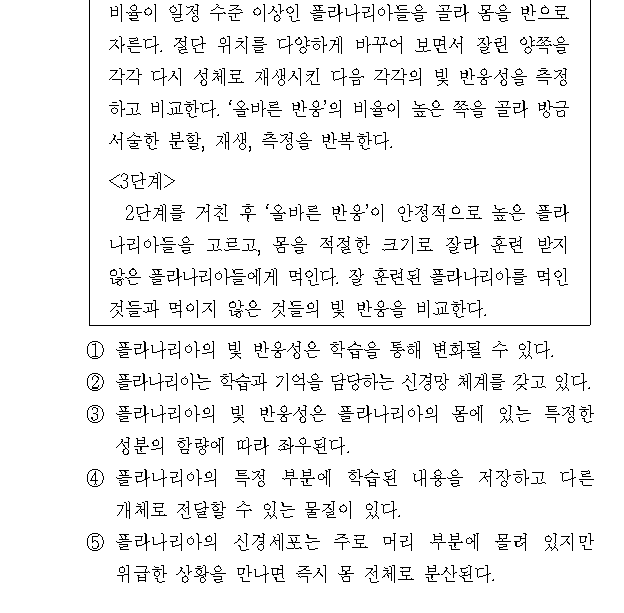 비율이 일정 수준 이상인 플라나리아들을 골라 몸을 반으로
자른다. 절단 위치를 다양하게 바꾸어 보면서 잘린 양쪽을
각각 다시 성체로 재생시킨 다음 각각의 빛 반응성을 측정
하고 비교한다. ‘올바른 반응’의 비율이 높은 쪽을 골라 방금
서술한 분할, 재생, 측정을 반복한다.
<3단계>
2단계를 거친 후 ‘올바른 반응’이 안정적으로 높은 플라
나리아들을 고르고, 몸을 적절한 크기로 잘라 훈련 받지
않은 플라나리아들에게 먹인다. 잘 훈련된 플라나리아를 먹인
것들과 먹이지 않은 것들의 빛 반응을 비교한다.
① 플라나리아의 빛 반응성은 학습을 통해 변화될 수 있다.
② 플라나리아는 학습과 기억을 담당하는 신경망 체계를 갖고 있다.
③ 플라나리아의 빛 반응성은 플라나리아의 몸에 있는 특정한
성분의 함량에 따라 좌우된다.
④ 플라나리아의 특정 부분에 학습된 내용을 저장하고 다른
개체로 전달할 수 있는 물질이 있다.
⑤ 플라나리아의 신경세포는 주로 머리 부분에 몰려 있지만
위급한 상황을 만나면 즉시 몸 전체로 분산된다.